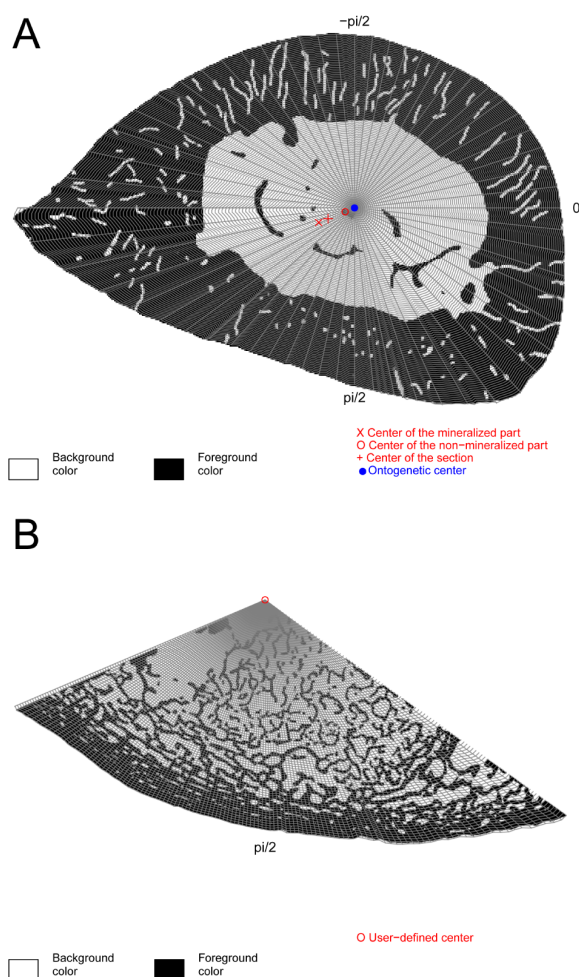 A
−pi/2
0
pi/2
X Center of the mineralized part
O Center of the non−mineralized part
+ Center of the section
● Ontogenetic center
Background color
Foreground color
B
pi/2
O User−defined center
Background color
Foreground color